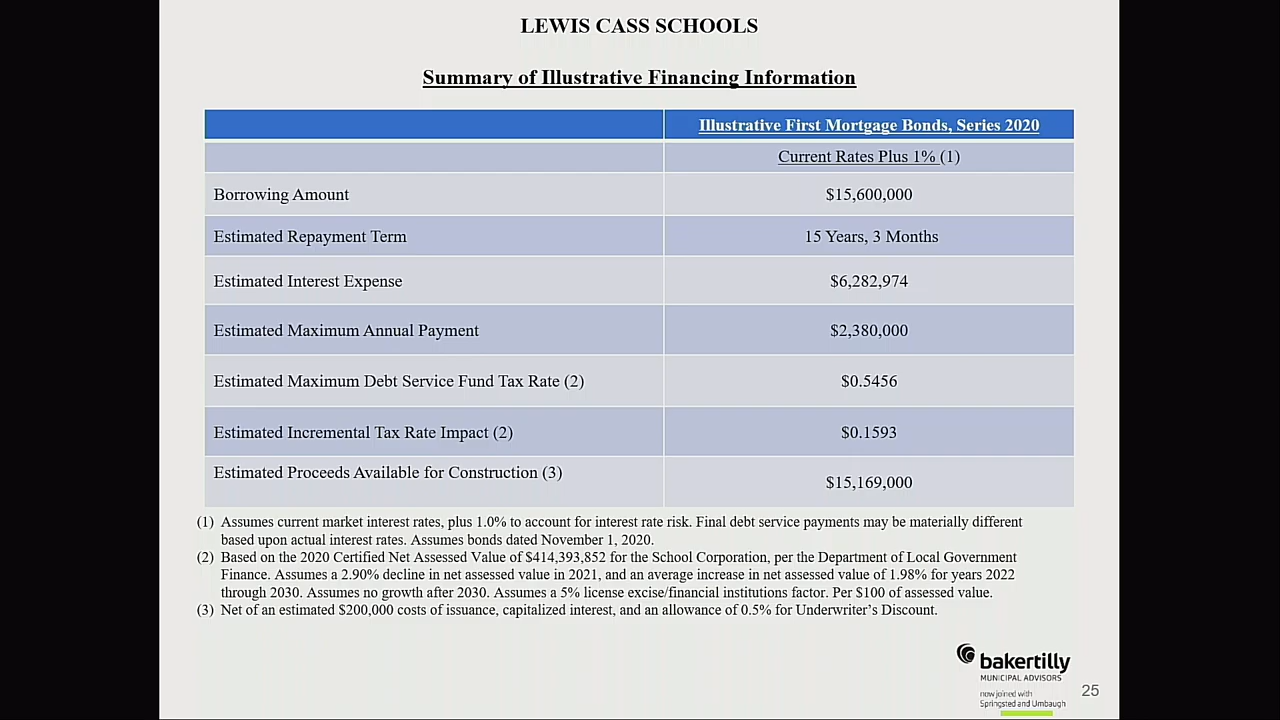 LEWIS CASS SCHOOLS
Summary of Illustrative Financing Information
Illustrative First Mortgage Bonds, Series 2020
Current Rates Plus 1% (1)
Borrowing Amount $15,600,000
Estimated Repayment Term 15 Years, 3 Months
Estimated Interest Expense $6,282,974
Estimated Maximum Annual Payment $2,380,000
Estimated Maximum Debt Service Fund Tax Rate (2) $0.5456
Estimated Incremental Tax Rate Impact (2) $0.1593
Estimated Proceeds Available for Construction (3) $15,169,000
(1) Assumes current market interest rates, plus 1.0% to account for interest rate risk. Final debt service payments may be materially different
based upon actual interest rates. Assumes bonds dated November 1, 2020.
(2) Based on the 2020 Certified Net Assessed Value of $414,393,852 for the School Corporation, per the Department of Local Government
Finance. Assumes a 2.90% decline in net assessed value in 2021, and an average increase in net assessed value of 1.98% for years 2022
through 2030. Assumes no growth after 2030. Assumes a 5% license excise/financial institutions factor. Per $100 of assessed value.
(3) Net of an estimated $200,000 costs of issuance, capitalized interest, and an allowance of 0.5% for Underwriter's Discount.
bakertilly
MUNICIPAL ADVISORS
now joined with
Springsted and Umbaugh
25